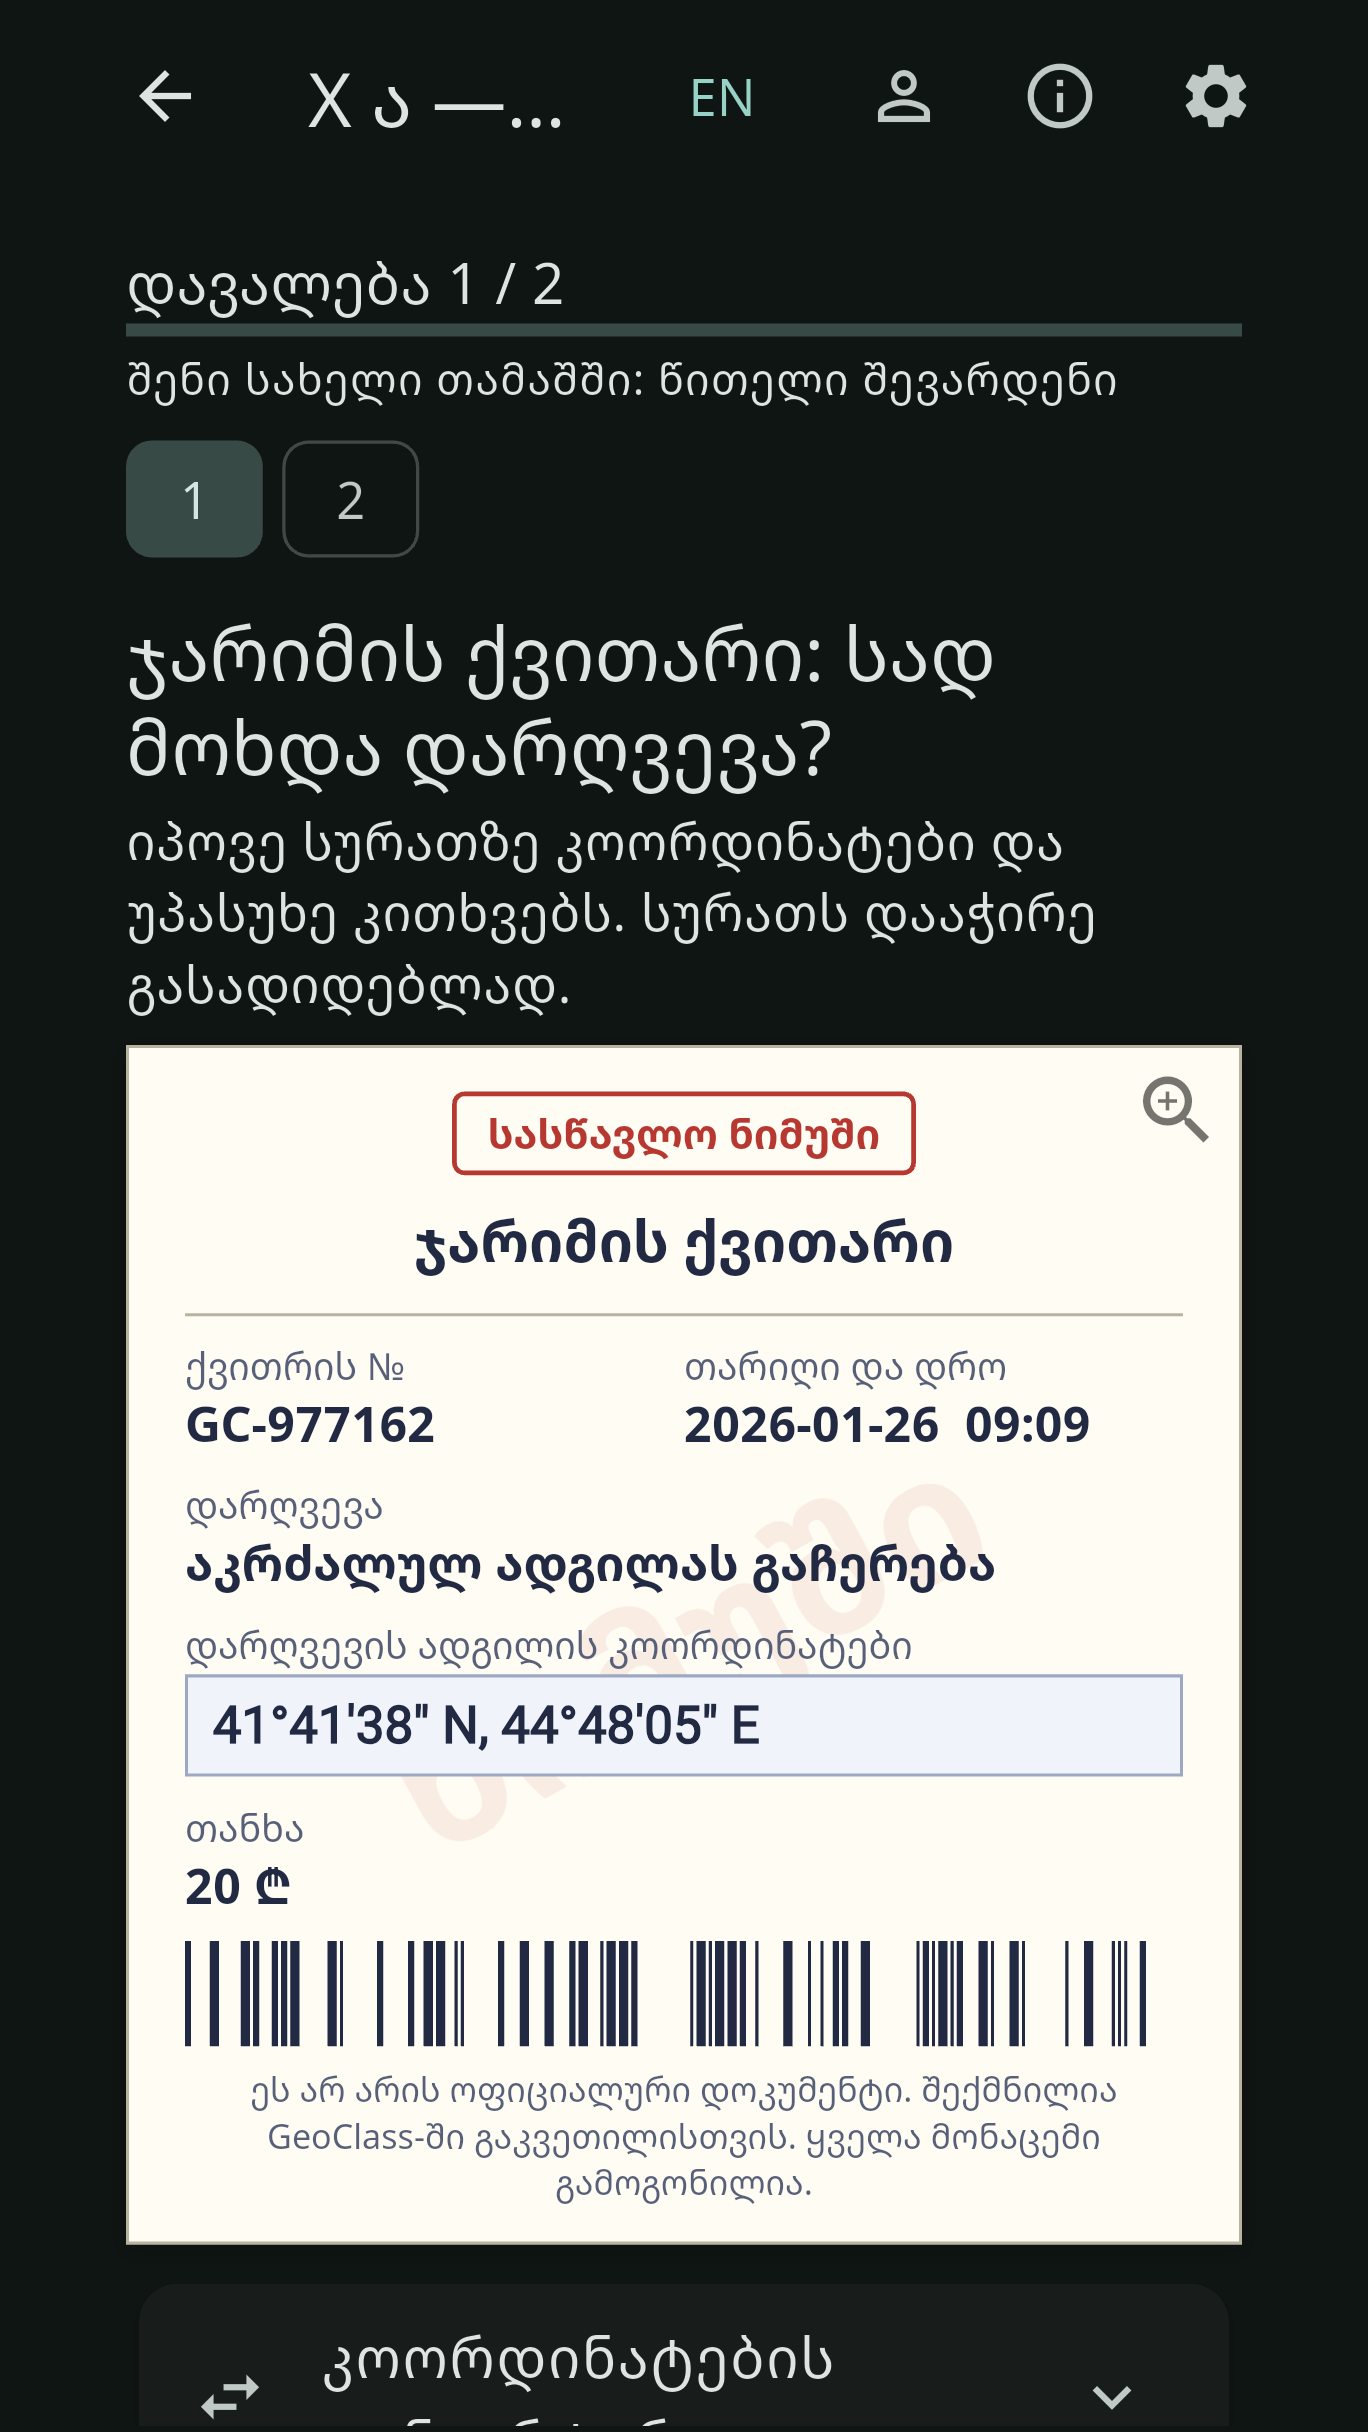 X ა —...
EN
დავალება 1 / 2
შენი სახელი თამაშში: წითელი შევარდენი
1
2
ჯარიმის ქვითარი: სად
მოხდა დარღვევა?
იპოვე სურათზე კოორდინატები და
უპასუხე კითხვებს. სურათს დააჭირე
გასადიდებლად.
სასწავლო ნიმუში
ჯარიმის ქვითარი
ქვითრის №
თარიღი და დრო
GC-977162
2026-01-26 09:09
დარღვევა
აკრძალულ ადგილას გაჩერება
დარღვევის ადგილის კოორდინატები
41°41'38" N, 44°48'05" E
თანხა
20 ₾
ნიმუში
ეს არ არის ოფიციალური დოკუმენტი. შექმნილია
GeoClass-ში გაკვეთილისთვის. ყველა მონაცემი
გამოგონილია.
კოორდინატების